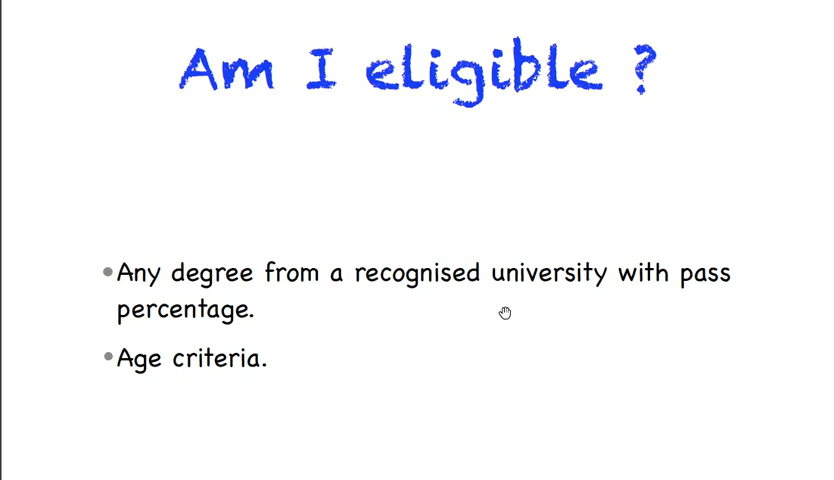 Am I eligible ?
•Any degree from a recognised university with pass
percentage.
•Age criteria.